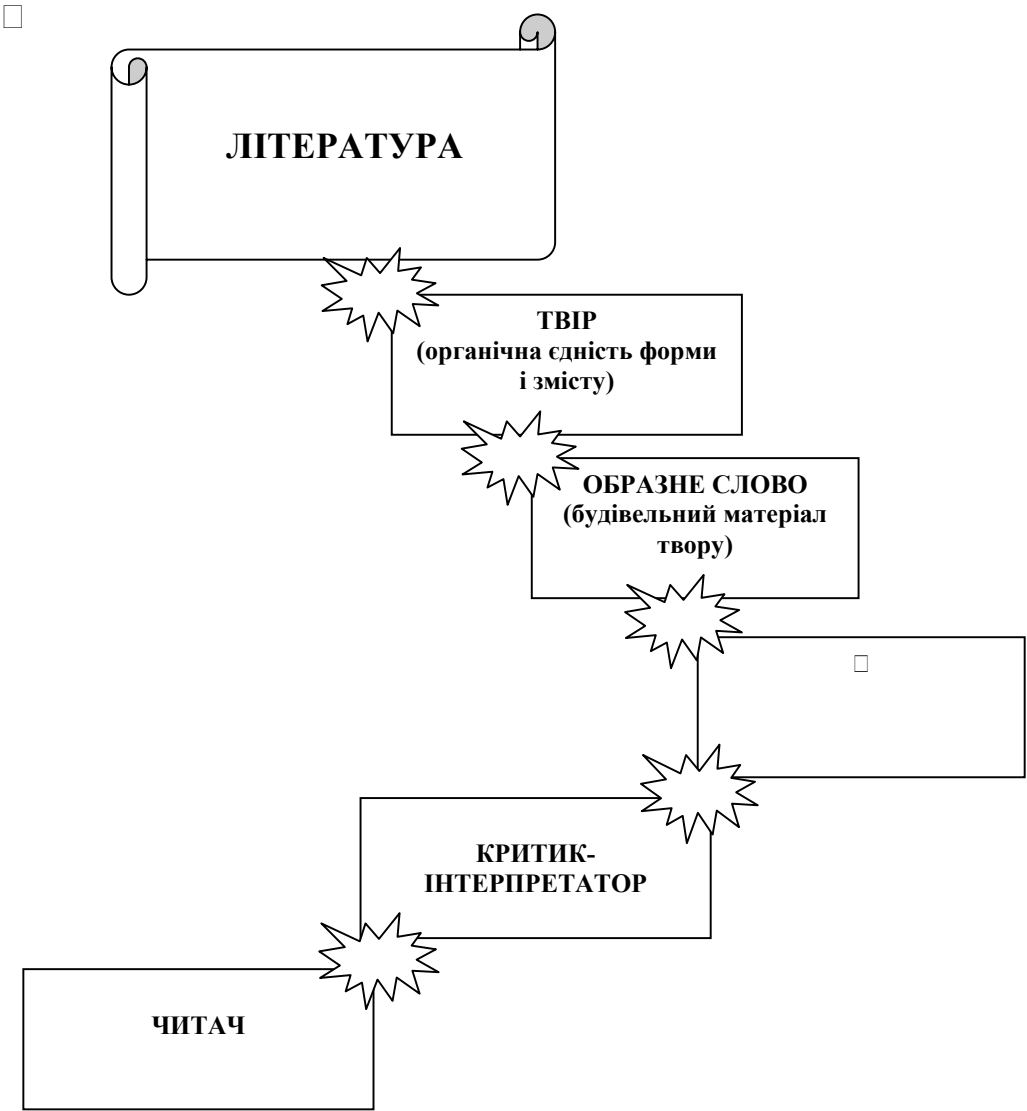 ЛІТЕРАТУРА
ТВІР
(органічна єдність форми
і змісту)
ОБРАЗНЕ СЛОВО
(будівельний матеріал
твору)
КРИТИК-
ІНТЕРПРЕТАТОР
ЧИТАЧ